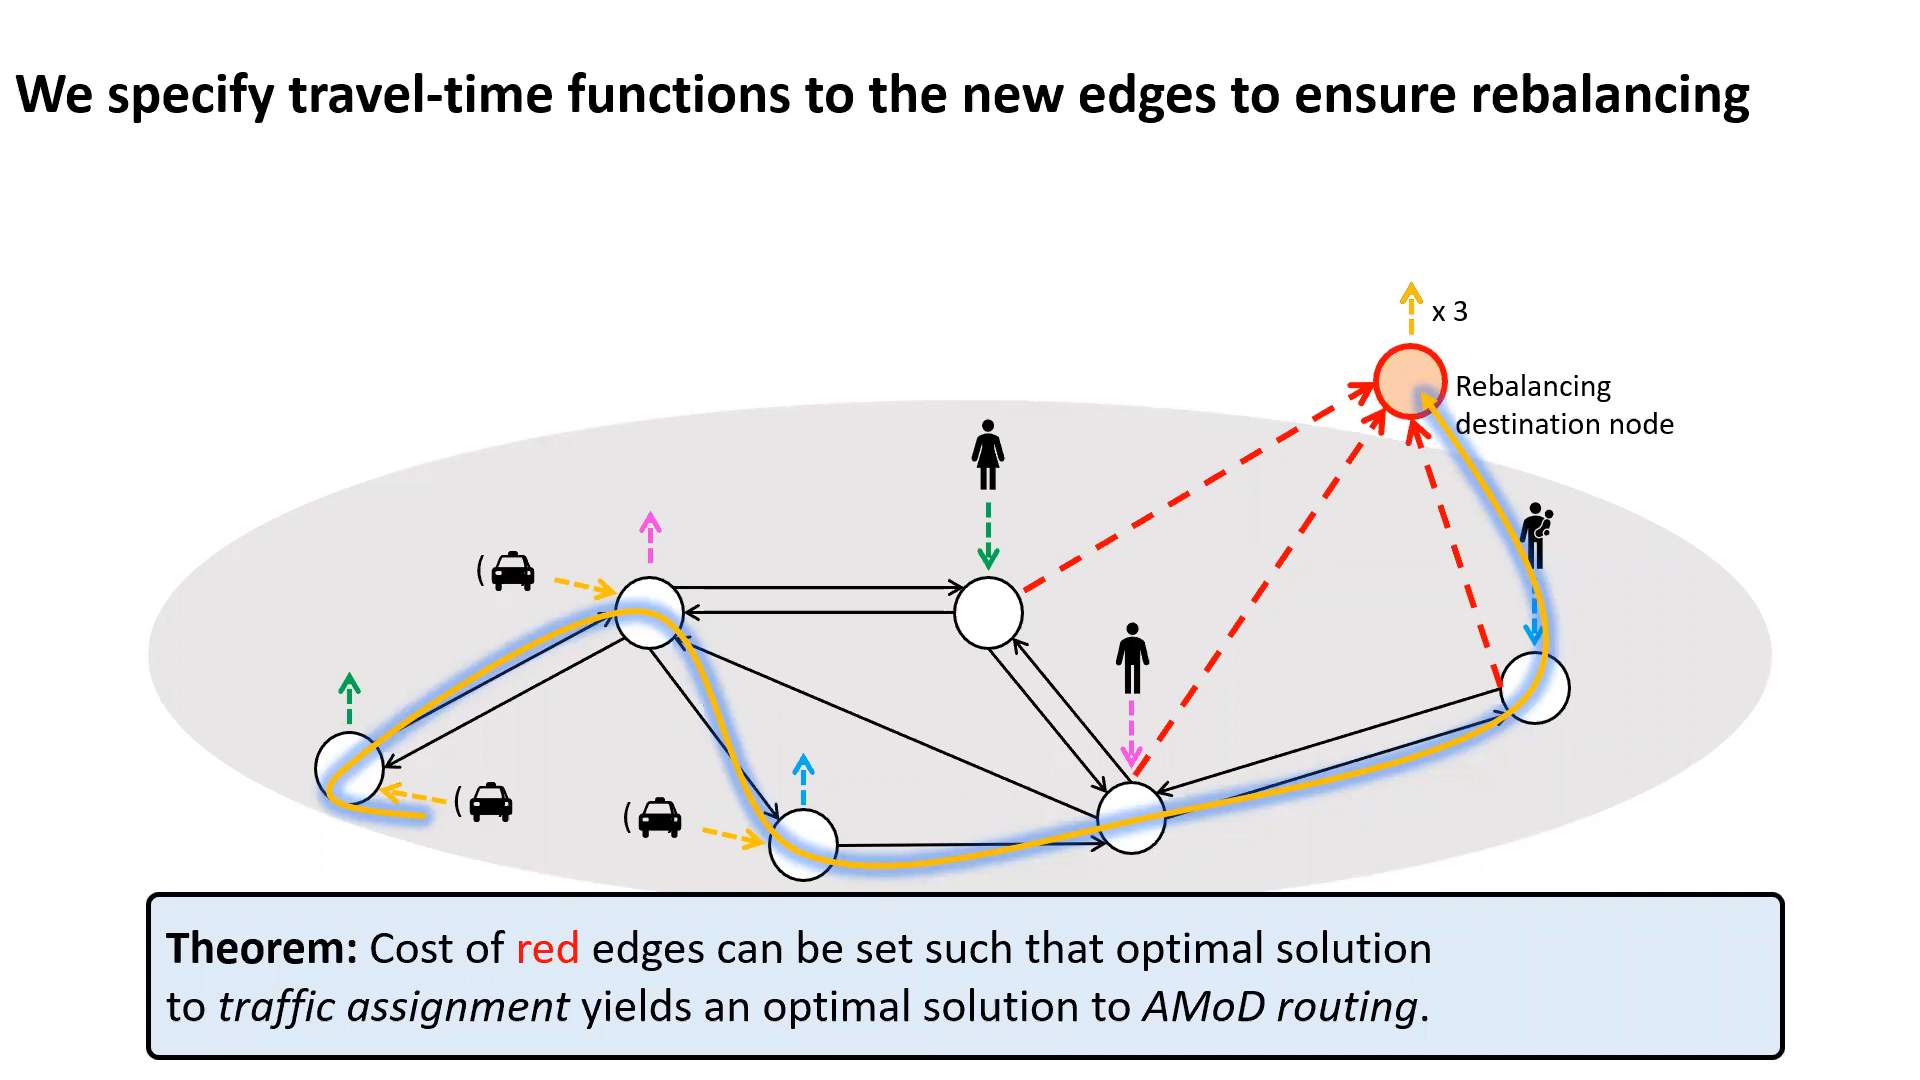 We specify travel-time functions to the new edges to ensure rebalancing
x 3
Rebalancing
destination node
(
(
(
Theorem: Cost of red edges can be set such that optimal solution
to traffic assignment yields an optimal solution to AMoD routing.